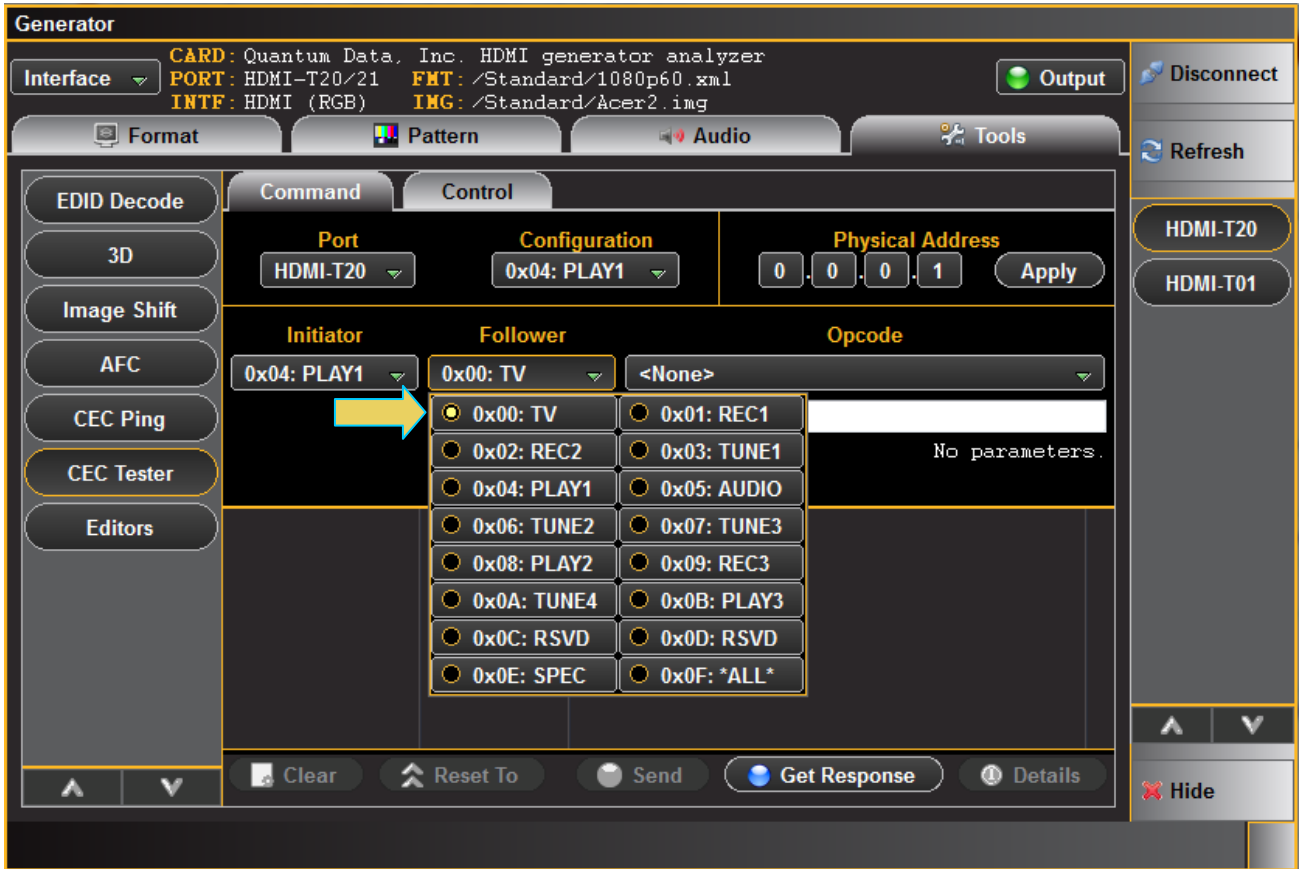 Generator
Interface
CARD: Quantum Data, Inc. HDMI generator analyzer
PORT: HDMI-T20/21 FMT: /Standard/1080p60.xml
INTF: HDMI (RGB) IMG: /Standard/Acer2.img
Output
Disconnect
Format Pattern Audio Tools
Refresh
EDID Decode
3D
Image Shift
AFC
CEC Ping
CEC Tester
Editors
Command Control
Port Configuration Physical Address
HDMI-T20 0x04: PLAY1 0 . 0 . 0 . 1 Apply
Initiator Follower Opcode
0x04: PLAY1 0x00: TV <None>
0x00: TV 0x01: REC1
0x02: REC2 0x03: TUNE1
No parameters.
0x04: PLAY1 0x05: AUDIO
0x06: TUNE2 0x07: TUNE3
0x08: PLAY2 0x09: REC3
0x0A: TUNE4 0x0B: PLAY3
0x0C: RSVD 0x0D: RSVD
0x0E: SPEC 0x0F: *ALL*
Clear Reset To Send Get Response Details
HDMI-T20
HDMI-T01
Hide